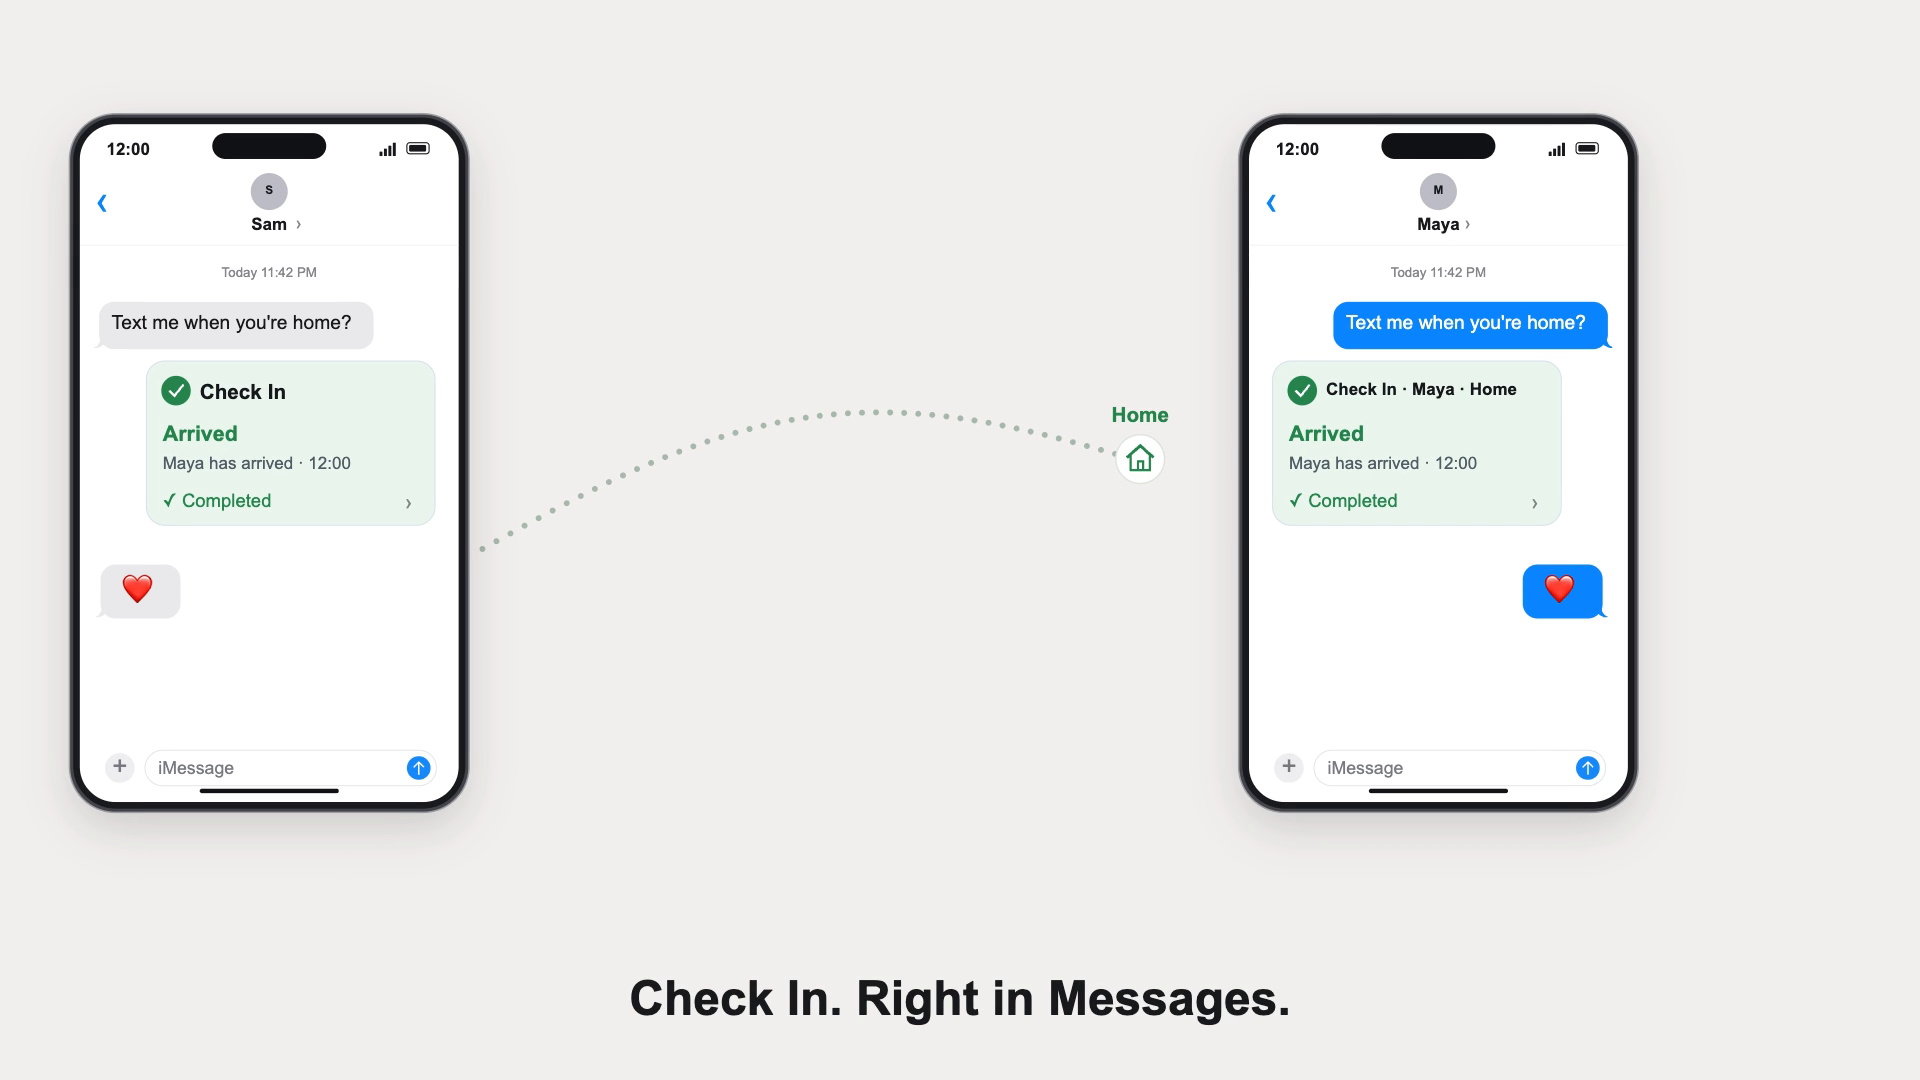 12:00
S
Sam ›
Today 11:42 PM
Text me when you're home?
Check In
Arrived
Maya has arrived · 12:00
✓ Completed ›
❤️
+ iMessage
Home
12:00
M
Maya ›
Today 11:42 PM
Text me when you're home?
Check In · Maya · Home
Arrived
Maya has arrived · 12:00
✓ Completed ›
❤️
+ iMessage
Check In. Right in Messages.